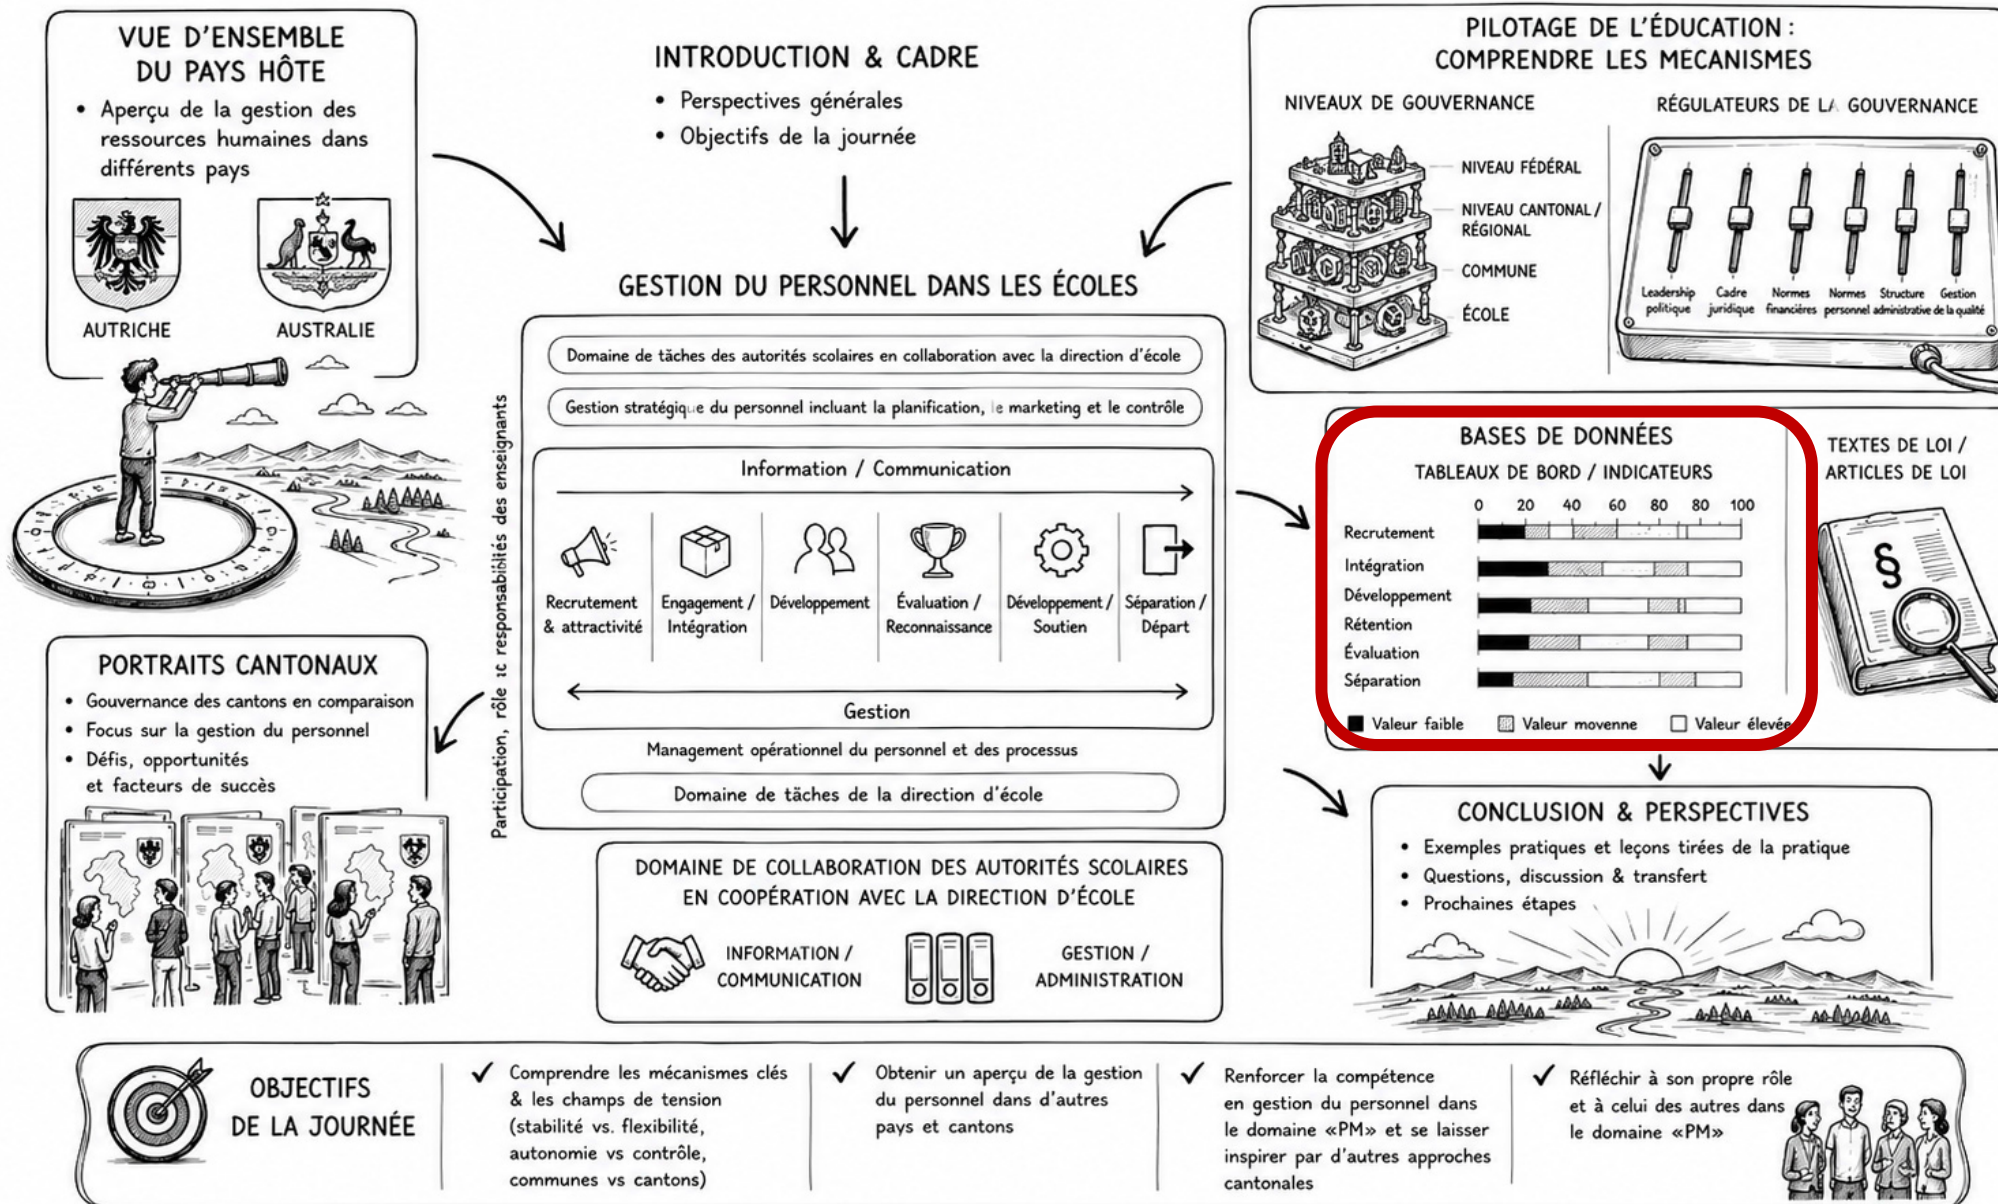 VUE D'ENSEMBLE
DU PAYS HÔTE
• Aperçu de la gestion des
ressources humaines dans
différents pays
AUTRICHE
AUSTRALIE
INTRODUCTION & CADRE
• Perspectives générales
• Objectifs de la journée
PILOTAGE DE L'ÉDUCATION :
COMPRENDRE LES MECANISMES
NIVEAUX DE GOUVERNANCE
NIVEAU FÉDÉRAL
NIVEAU CANTONAL /
RÉGIONAL
COMMUNE
ÉCOLE
RÉGULATEURS DE LA GOUVERNANCE
Leadership
politique
Cadre
juridique
Normes
financières
Normes
personnel
Structure
administrative
Gestion
de la qualité
GESTION DU PERSONNEL DANS LES ÉCOLES
Participation, rôle responsabiliés des enseignants
Domaine de tâches des autorités scolaires en collaboration avec la direction d'école
Gestion stratégique du personnel incluant la planification, le marketing et le contrôle
Information / Communication
Recrutement
& attractivité
Engagement /
Intégration
Développement
Évaluation /
Reconnaissance
Développement /
Soutien
Séparation /
Départ
Gestion
Management opérationnel du personnel et des processus
Domaine de tâches de la direction d'école
BASES DE DONNÉES
TABLEAUX DE BORD / INDICATEURS
0 20 40 60 80 80 100
Recrutement
Intégration
Développement
Rétention
Évaluation
Séparation
Valeur faible
Valeur movenne
Valeur élevée
TEXTES DE LOI /
ARTICLES DE LOI
§
PORTRAITS CANTONAUX
• Gouvernance des cantons en comparaison
• Focus sur la gestion du personnel
• Défis, opportunités
et facteurs de succès
DOMAINE DE COLLABORATION DES AUTORITÉS SCOLAIRES
EN COOPÉRATION AVEC LA DIRECTION D'ÉCOLE
INFORMATION /
COMMUNICATION
GESTION /
ADMINISTRATION
CONCLUSION & PERSPECTIVES
• Exemples pratiques et leçons tirées de la pratique
• Questions, discussion & transfert
• Prochaines étapes
OBJECTIFS
DE LA JOURNÉE
✓ Comprendre les mécanismes clés
& les champs de tension
(stabilité vs. flexibilité,
autonomie vs contrôle,
communes vs cantons)
✓ Obtenir un aperçu de la gestion
du personnel dans d'autres
pays et cantons
✓ Renforcer la compétence
en gestion du personnel dans
le domaine «PM» et se laisser
inspirer par d'autres approches
cantonales
✓ Réfléchir à son propre rôle
et à celui des autres dans
le domaine «PM»